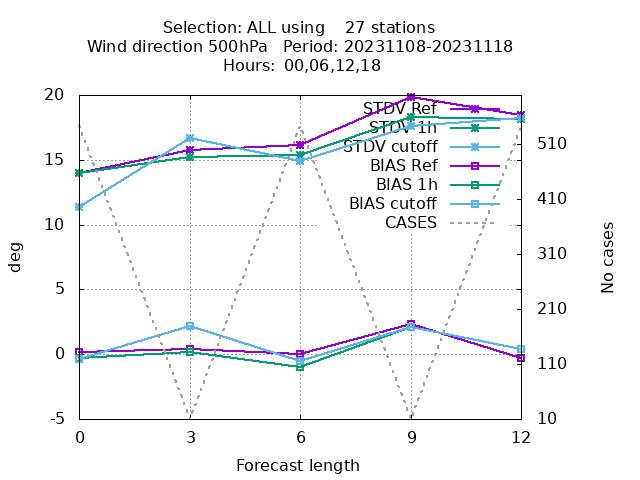 Selection: ALL using    27 stations
Wind direction 500hPa   Period: 20231108-20231118
Hours: 00,06,12,18
STDV Ref
STDV 1h
STDV cutoff
BIAS Ref
BIAS 1h
BIAS cutoff
CASES
20
15
10
5
0
-5
deg
510
410
310
210
110
10
No cases
0 3 6 9 12
Forecast length